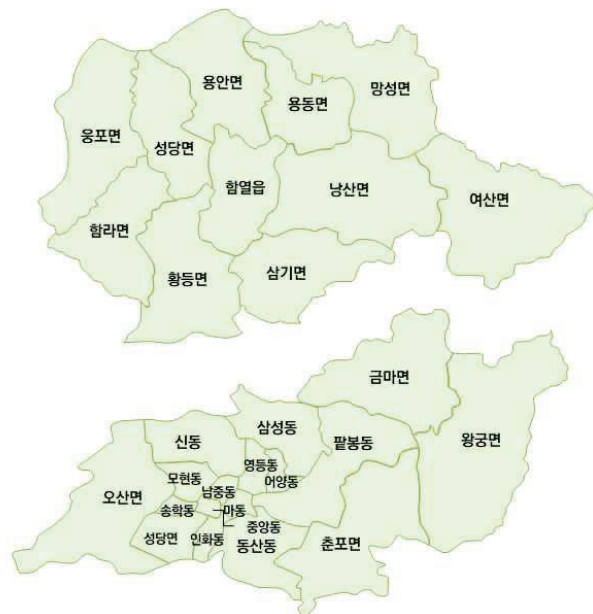 용안면
용동면
망성면
웅포면
성당면
함열읍
낭산면
여산면
함라면
황등면
삼기면
금마면
왕궁면
삼성동
신동
팔봉동
영등동
모현동
어양동
남중동
오산면
송학동
마동
중앙동
성당면
인화동
동산동
춘포면